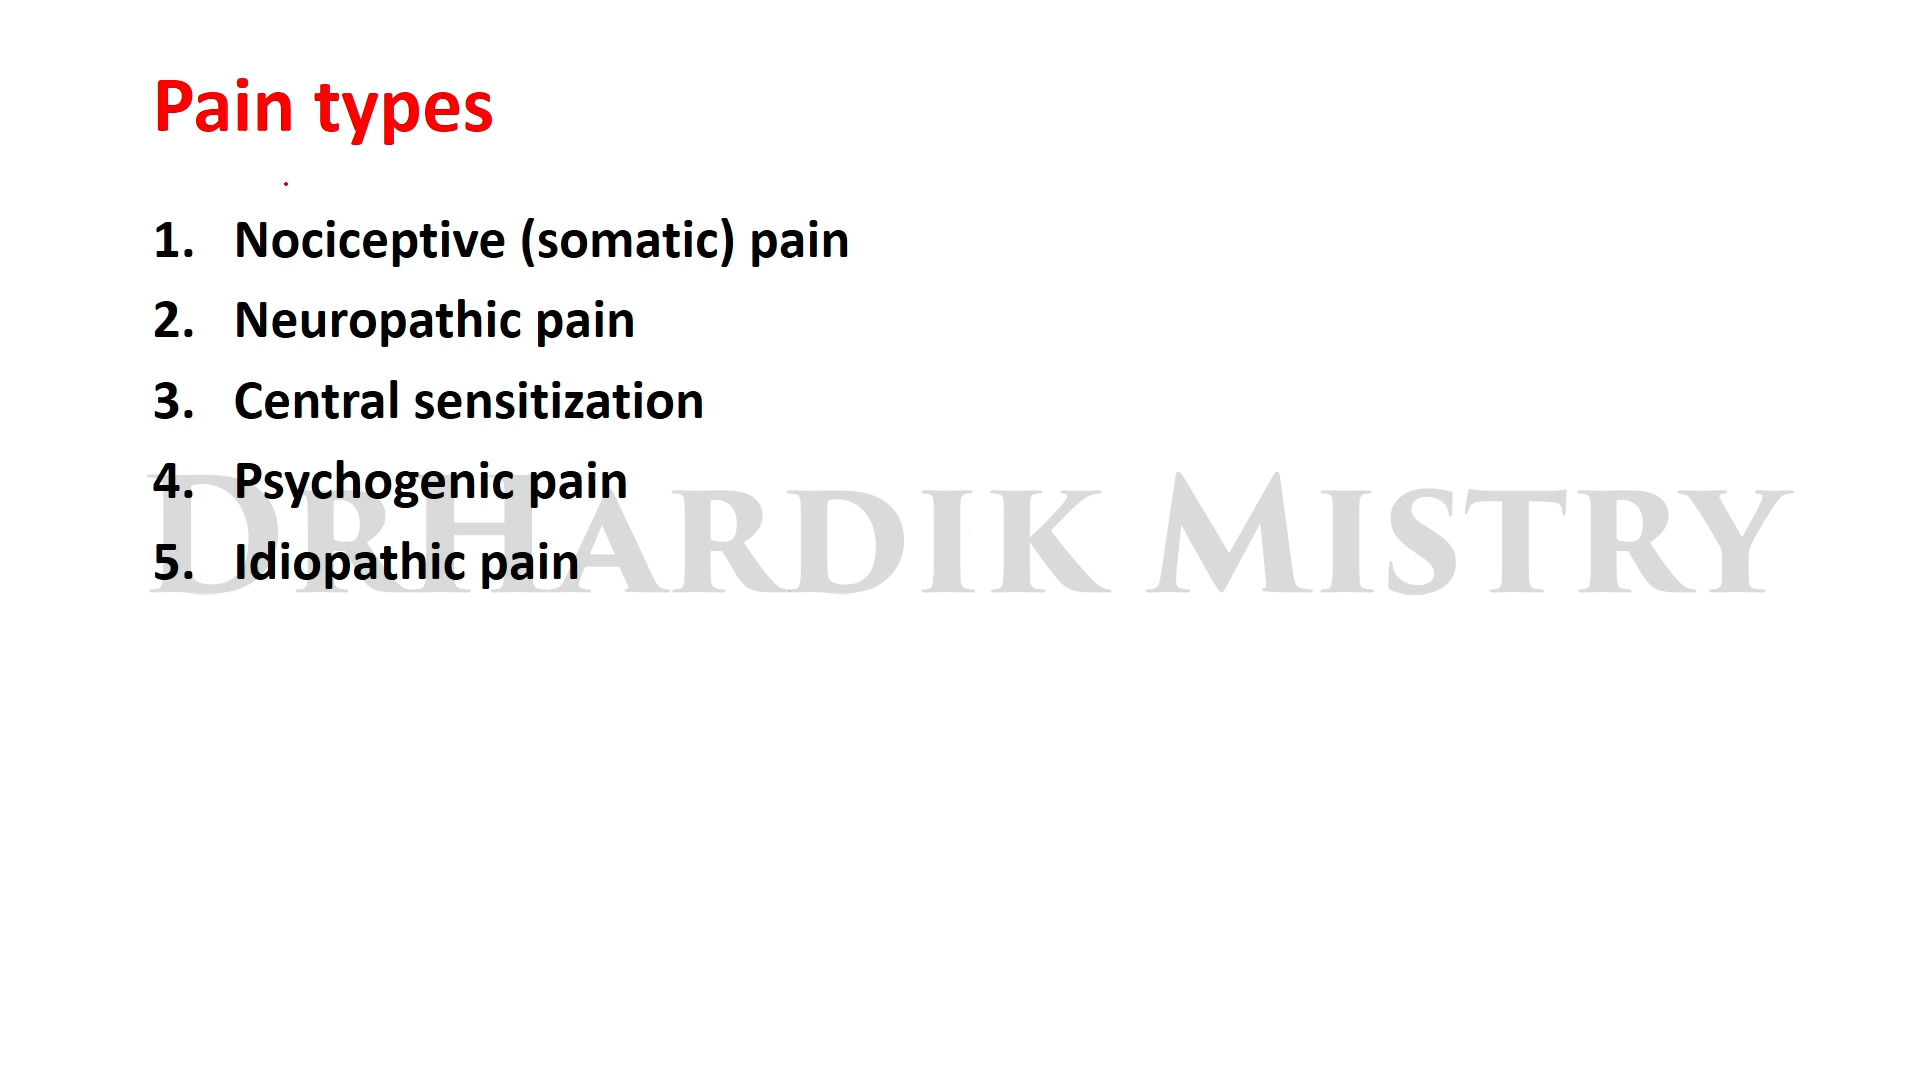 Pain types
1. Nociceptive (somatic) pain
2. Neuropathic pain
3. Central sensitization
4. Psychogenic pain
5. Idiopathic pain
DrHardik Mistry